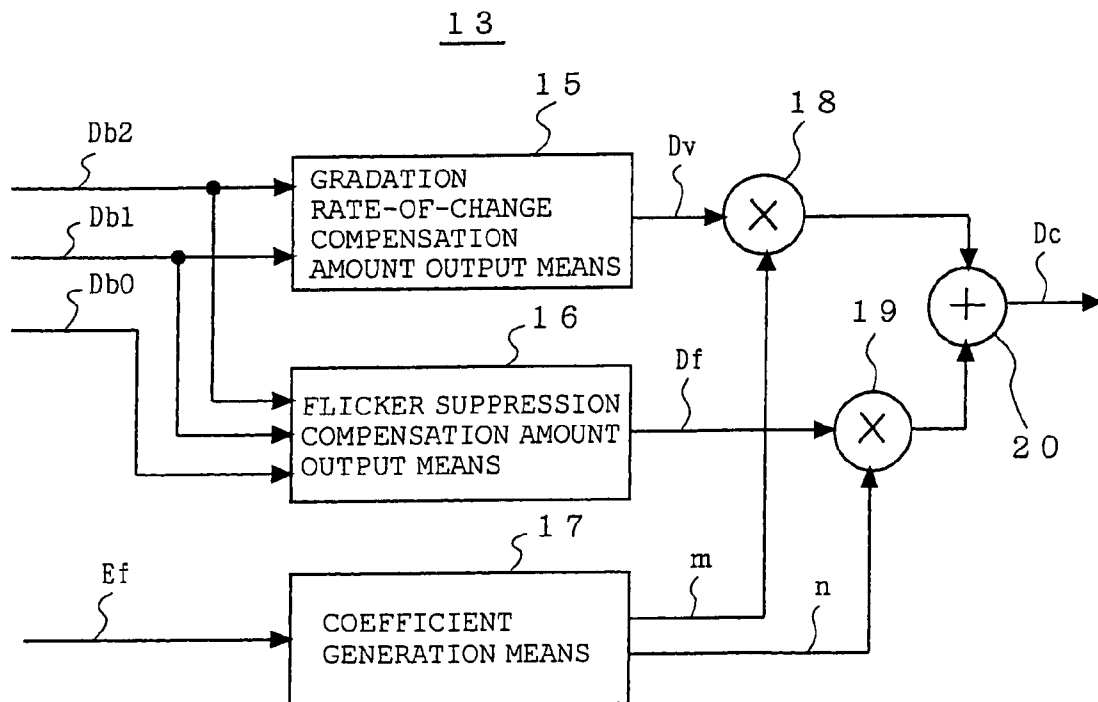 13
15
18
Db2
Dv
GRADATION
RATE-OF-CHANGE
COMPENSATION
AMOUNT OUTPUT MEANS
×
Db1
Dc
Db0
+
16
19
20
Df
FLICKER SUPPRESSION
COMPENSATION AMOUNT
OUTPUT MEANS
×
17
Ef
m
n
COEFFICIENT
GENERATION MEANS